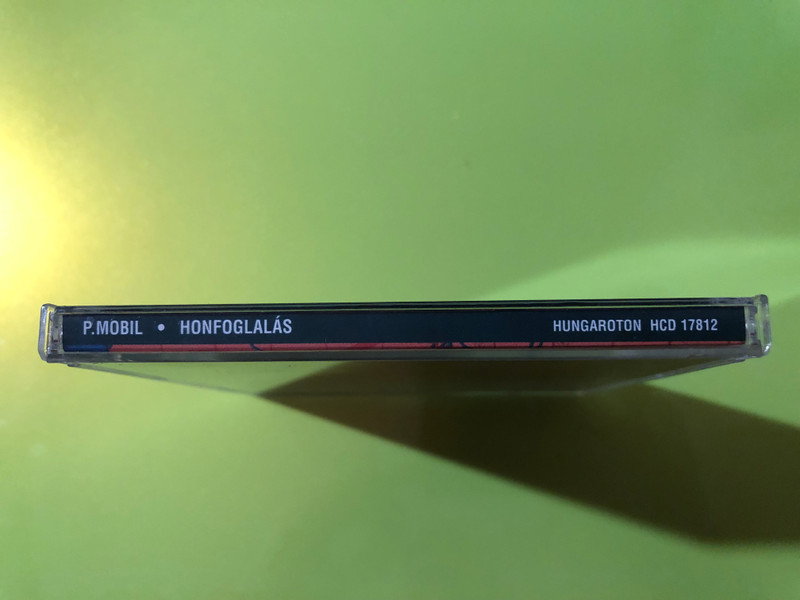 P.MOBIL • HONFOGLALÁS HUNGAROTON HCD 17812